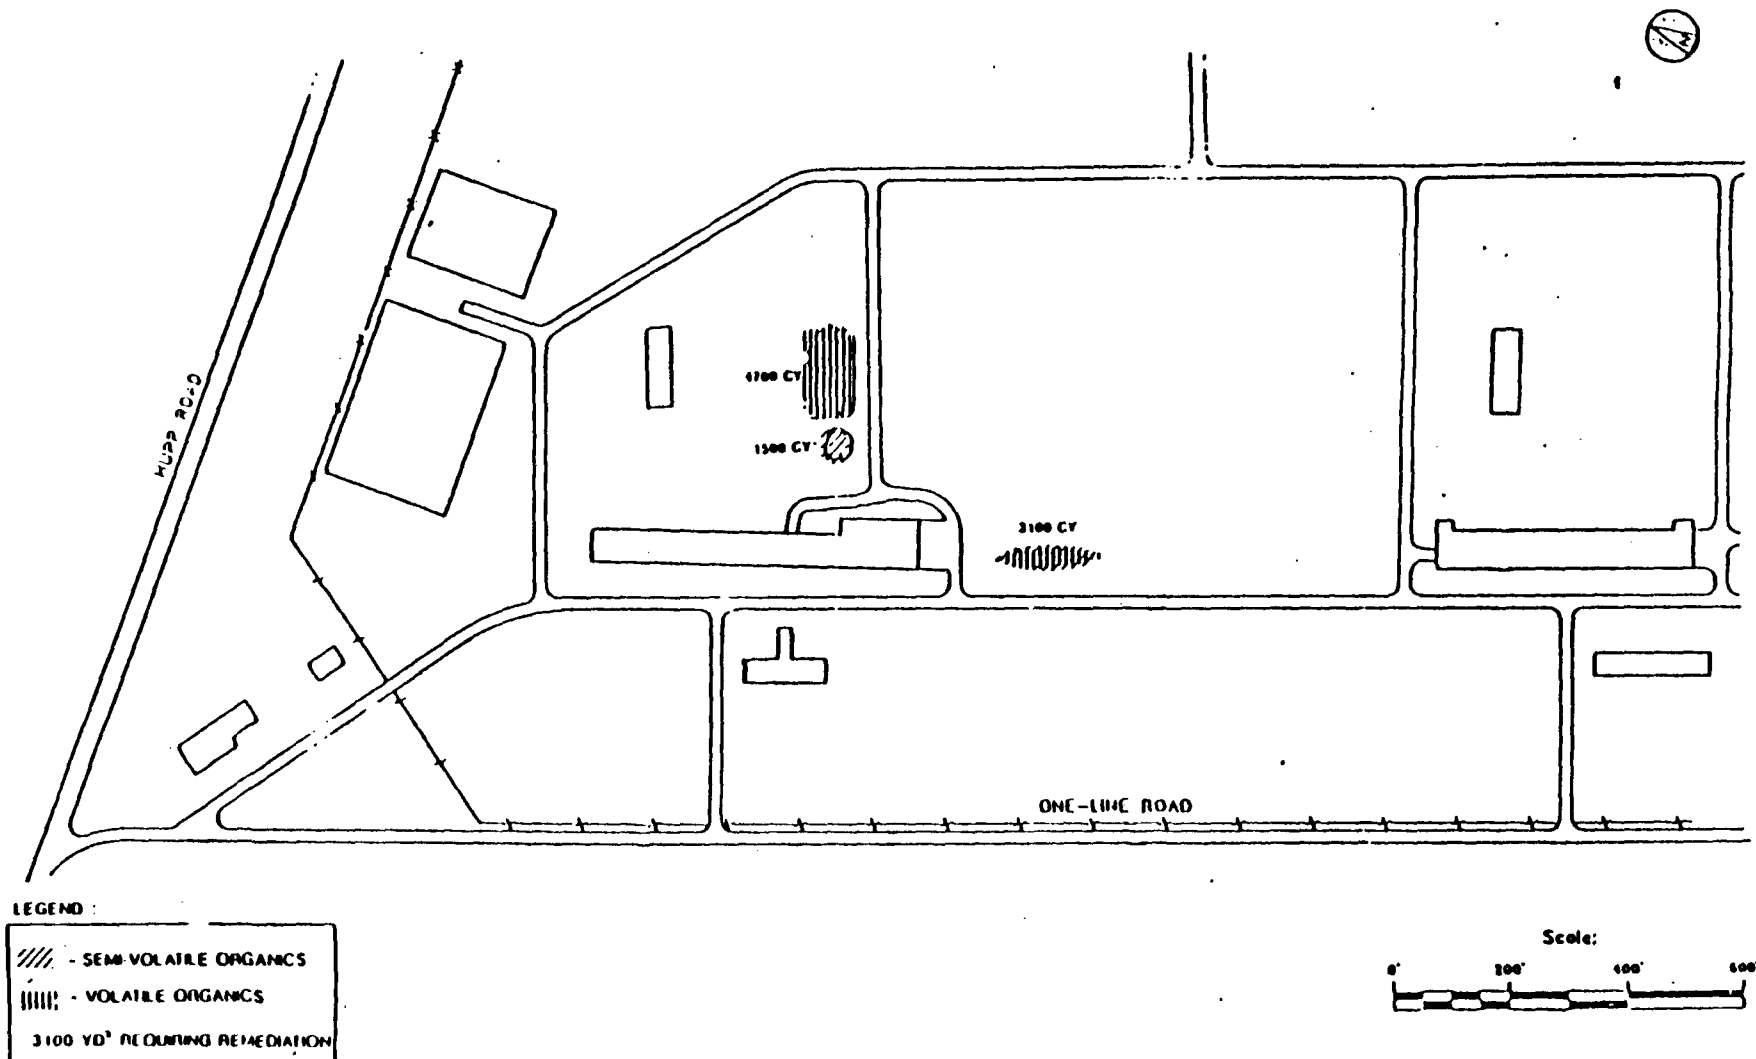 HUPP ROAD
4700 CY
1500 CY
3100 CY
ONE-LINE ROAD
LEGEND :
- SEMI-VOLATILE ORGANICS
- VOLATILE ORGANICS
3100 YD³ REQUIRING REMEDIATION
Scale:
0' 200' 400' 600'